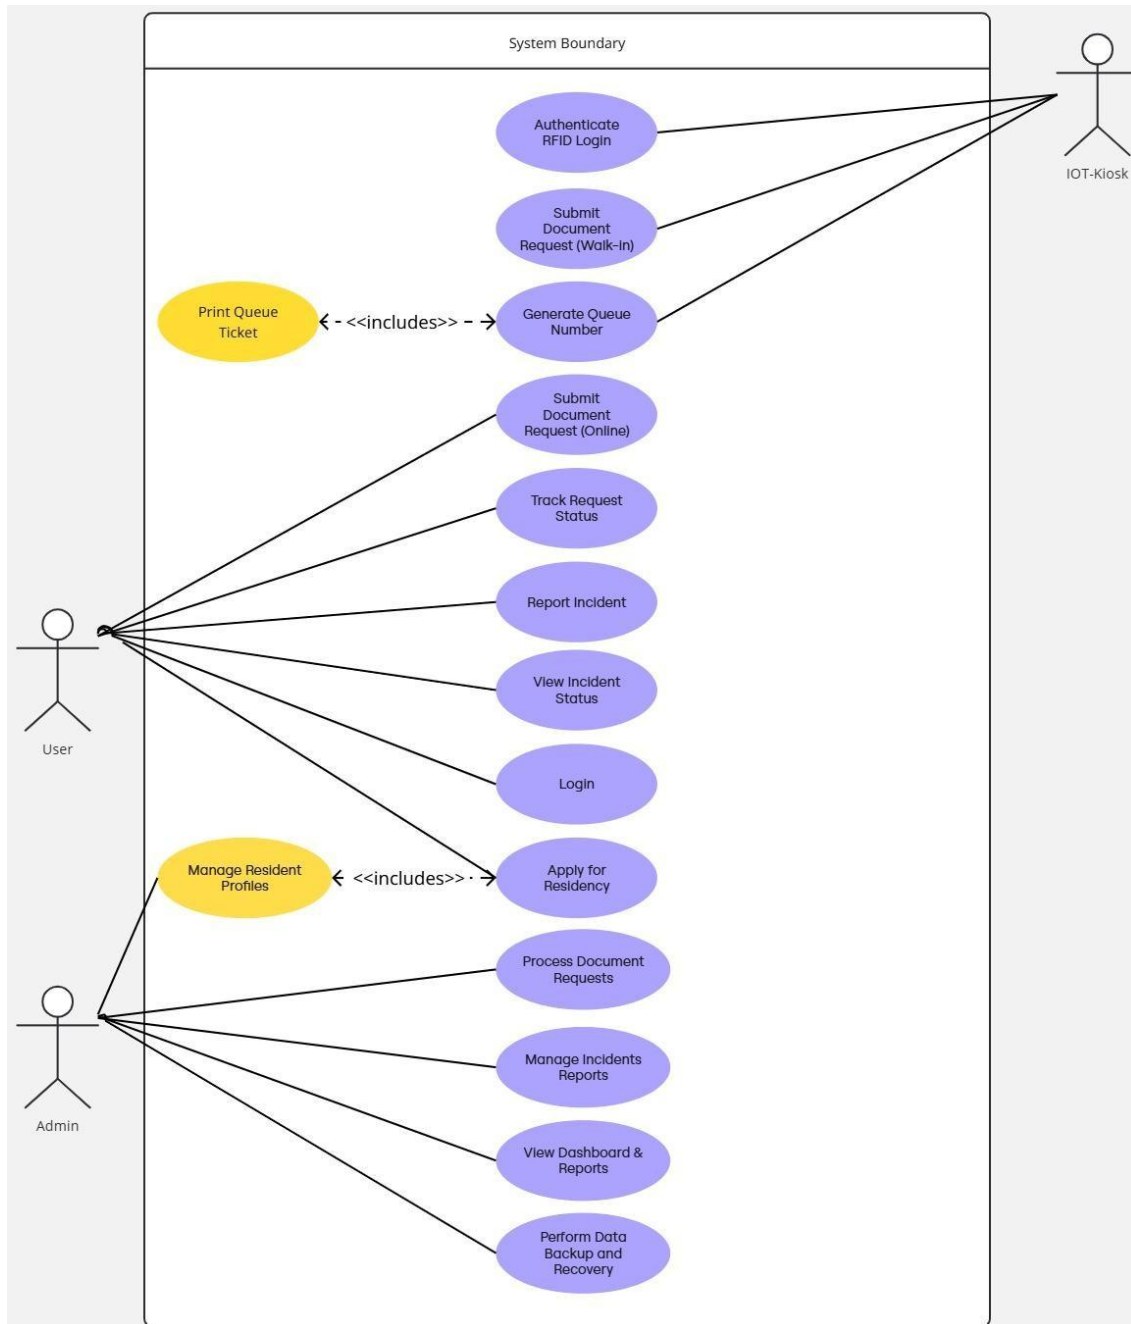 System Boundary
Authenticate
RFID Login
IOT-Kiosk
Submit
Document
Request (Walk-in)
Print Queue
Ticket
<<includes>>
Generate Queue
Number
Submit
Document
Request (Online)
Track Request
Status
Report Incident
User
View Incident
Status
Login
Manage Resident
Profiles
<<includes>>
Apply for
Residency
Process Document
Requests
Admin
Manage Incidents
Reports
View Dashboard &
Reports
Perform Data
Backup and
Recovery